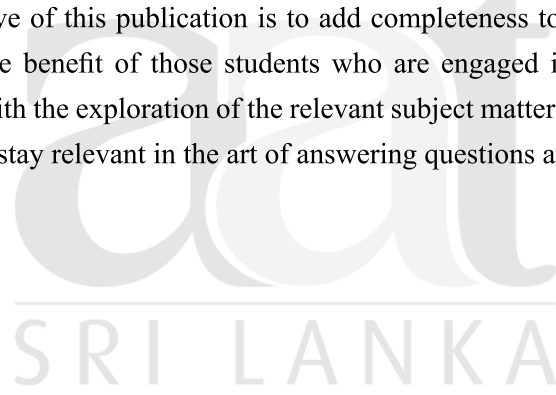 ve of this publication is to add completeness to
e benefit of those students who are engaged i
ith the exploration of the relevant subject matter
stay relevant in the art of answering questions a
aat
SRI LANKA